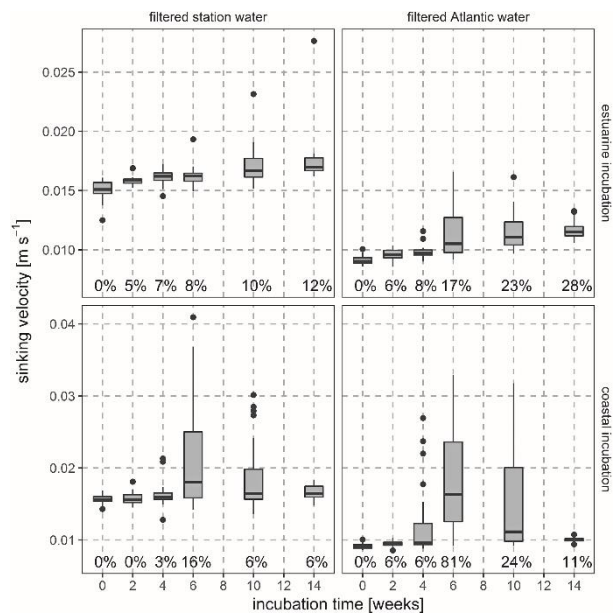 filtered station water
filtered Atlantic water
0.025
0.020
0.015
0.010
0% 5% 7% 8% 10% 12%
0% 6% 8% 17% 23% 28%
estuarine incubation
sinking velocity [m s⁻¹]
0.04
0.03
0.02
0.01
0% 0% 3% 16% 6% 6%
0% 6% 6% 81% 24% 11%
coastal incubation
0 2 4 6 8 10 12 14
0 2 4 6 8 10 12 14
incubation time [weeks]